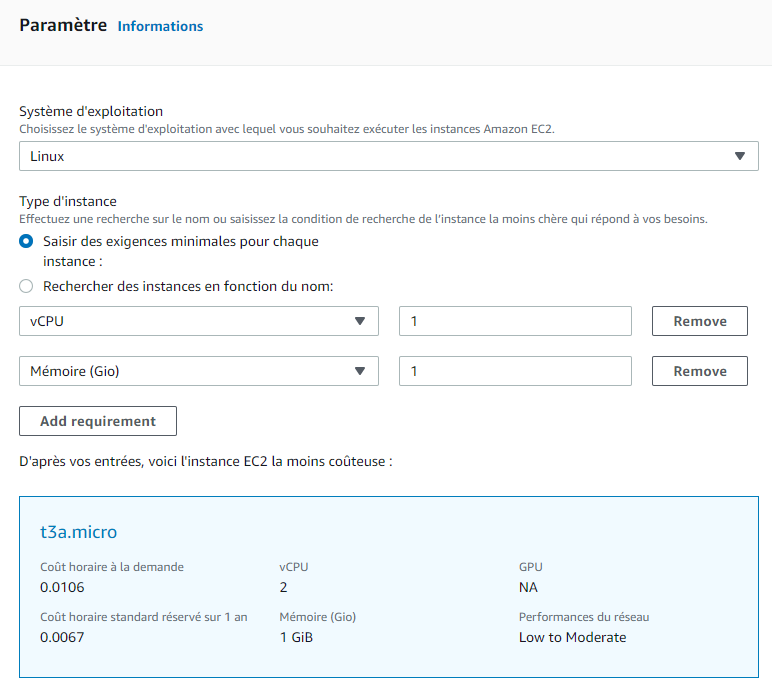 Paramètre Informations
Système d'exploitation
Choisissez le système d'exploitation avec lequel vous souhaitez exécuter les instances Amazon EC2.
Linux
Type d'instance
Effectuez une recherche sur le nom ou saisissez la condition de recherche de l'instance la moins chère qui répond à vos besoins.
Saisir des exigences minimales pour chaque
instance :
Rechercher des instances en fonction du nom:
vCPU 1 Remove
Mémoire (Gio) 1 Remove
Add requirement
D'après vos entrées, voici l'instance EC2 la moins coûteuse :
t3a.micro
Coût horaire à la demande vCPU GPU
0.0106 2 NA
Coût horaire standard réservé sur 1 an Mémoire (Gio) Performances du réseau
0.0067 1 GiB Low to Moderate